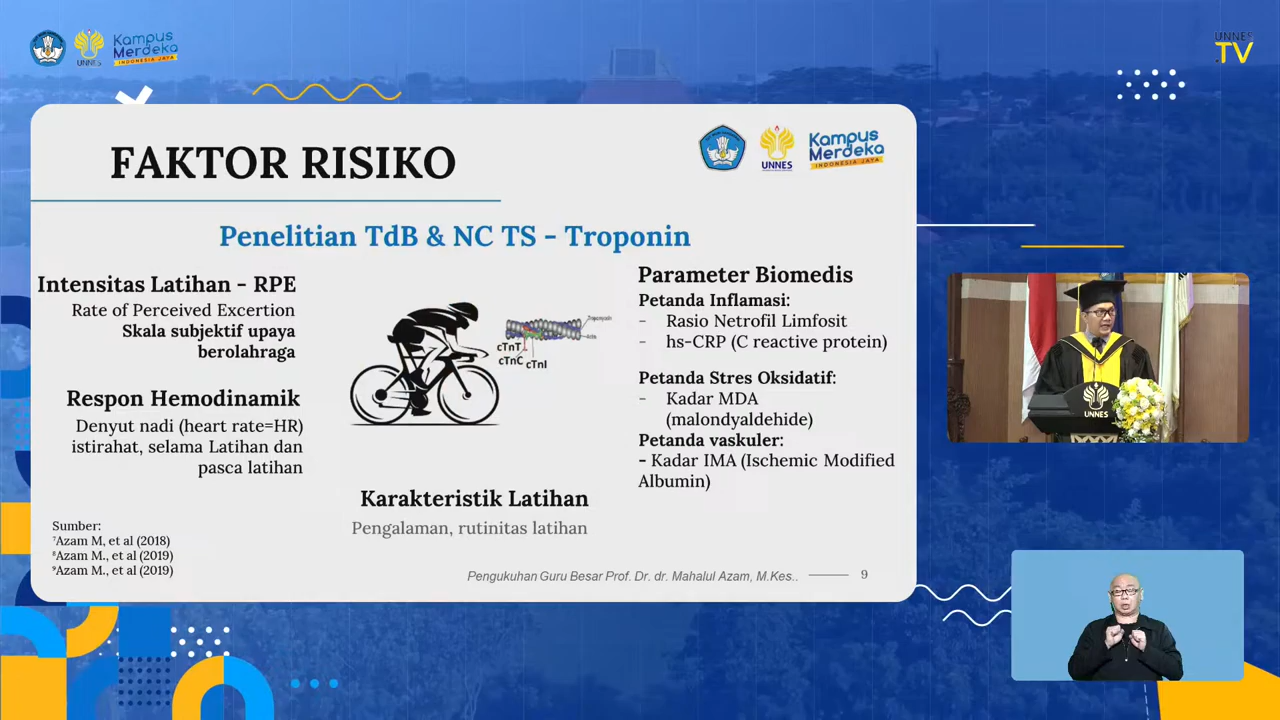 Kampus
Merdeka
INDONESIA JAYA
UNNES
UNNES
TV
FAKTOR RISIKO
UNNES
Kampus
Merdeka
INDONESIA JAYA
Penelitian TdB & NC TS - Troponin
Intensitas Latihan - RPE
Rate of Perceived Excertion
Skala subjektif upaya
berolahraga
Respon Hemodinamik
Denyut nadi (heart rate=HR)
istirahat, selama Latihan dan
pasca latihan
Tropomyosin
Actin
cTnT
cTnC cTnI
Karakteristik Latihan
Pengalaman, rutinitas latihan
Parameter Biomedis
Petanda Inflamasi:
- Rasio Netrofil Limfosit
- hs-CRP (C reactive protein)
Petanda Stres Oksidatif:
- Kadar MDA
(malondyaldehide)
Petanda vaskuler:
- Kadar IMA (Ischemic Modified
Albumin)
Sumber:
⁷Azam M, et al (2018)
⁸Azam M., et al (2019)
⁹Azam M., et al (2019)
Pengukuhan Guru Besar Prof. Dr. dr. Mahalul Azam, M.Kes.. 9
UNNES